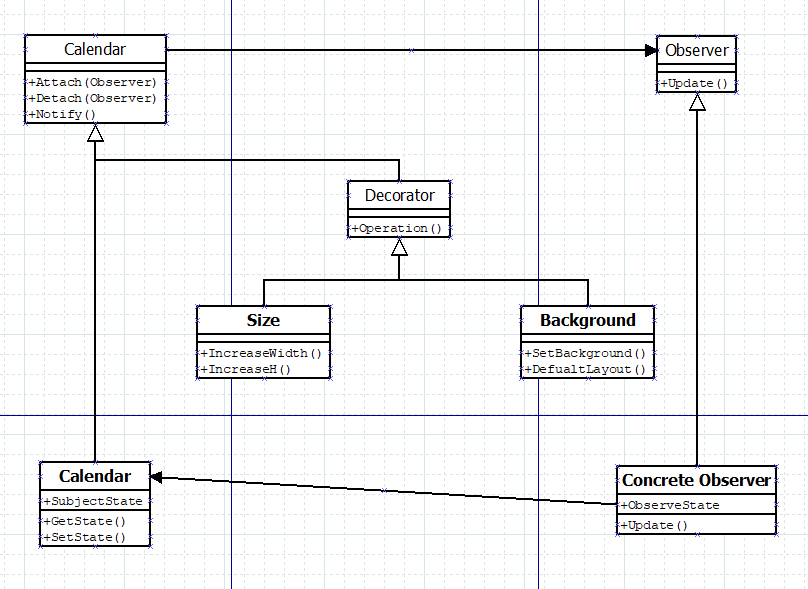 Calendar
+Attach(Observer)
+Detach(Observer)
+Notify()
Observer
+Update()
Decorator
+Operation()
Size
+IncreaseWidth()
+IncreaseH()
Background
+SetBackground()
+DefualtLayout()
Calendar
+SubjectState
+GetState()
+SetState()
Concrete Observer
+ObserveState
+Update()